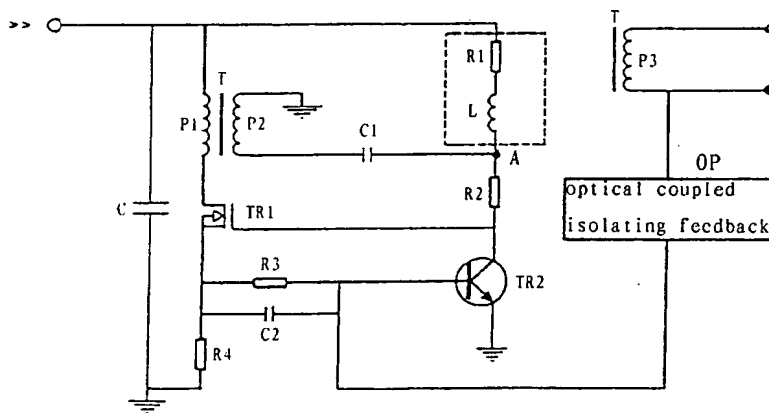 >>
T
R1
P3
T
P1
P2
L
C1
A
OP
R2
optical coupled
isolating feedback
C
TR1
R3
TR2
C2
R4